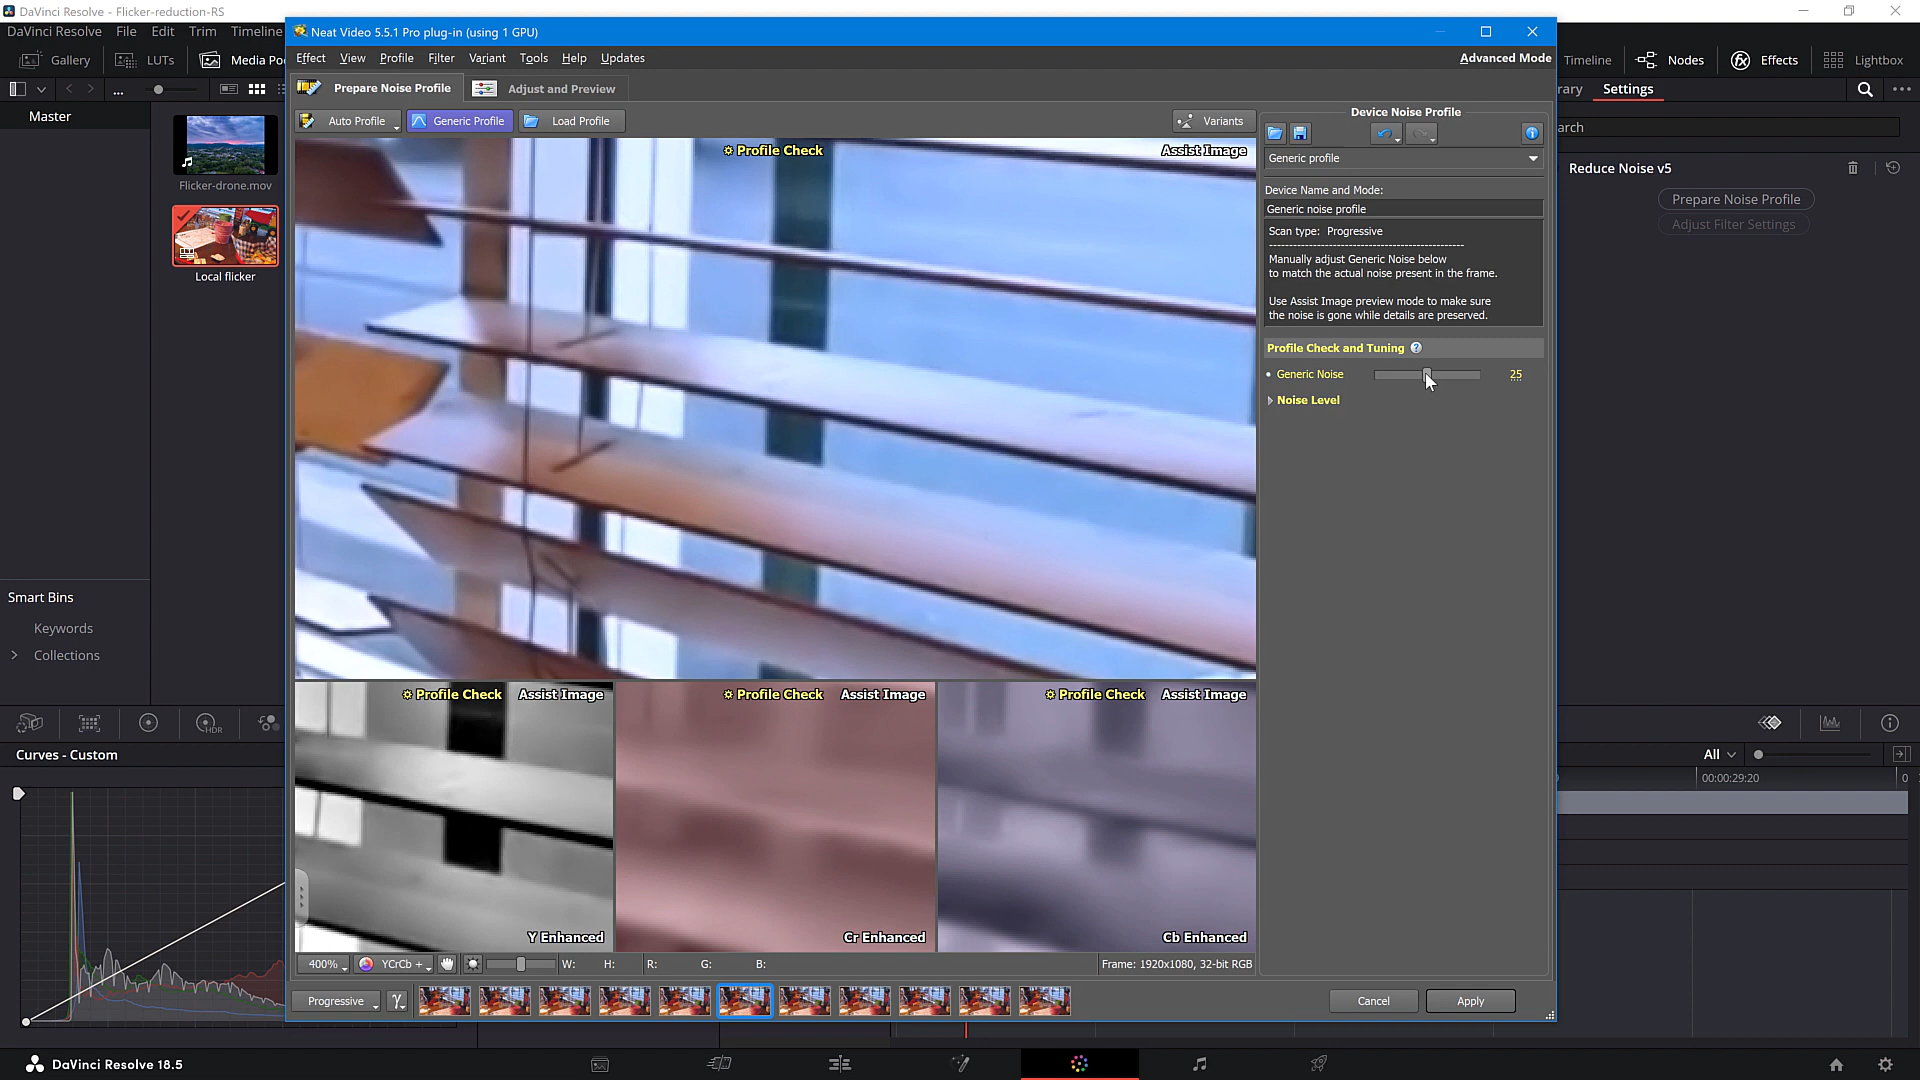 DaVinci Resolve - Flicker-reduction-RS
DaVinci Resolve File Edit Trim Timeline
Gallery LUTs Media Po
Timeline Nodes Effects Lightbox
...
rary Settings
Master
arch
Flicker-drone.mov
Local flicker
Reduce Noise v5
Prepare Noise Profile
Adjust Filter Settings
Neat Video 5.5.1 Pro plug-in (using 1 GPU)
Effect View Profile Filter Variant Tools Help Updates Advanced Mode
Prepare Noise Profile Adjust and Preview
Auto Profile Generic Profile Load Profile Variants
Profile Check Assist Image
Device Noise Profile
Generic profile
Device Name and Mode:
Generic noise profile
Scan type: Progressive
Manually adjust Generic Noise below
to match the actual noise present in the frame.
Use Assist Image preview mode to make sure
the noise is gone while details are preserved.
Profile Check and Tuning ?
Generic Noise 25
Noise Level
Profile Check Assist Image
Y Enhanced
Profile Check Assist Image
Cr Enhanced
Profile Check Assist Image
Cb Enhanced
400% YCrCb + W: H: R: G: B: Frame: 1920x1080, 32-bit RGB
Progressive γ Cancel Apply
Smart Bins
Keywords
Collections
HDR
Curves - Custom
All
00:00:29:20 0
DaVinci Resolve 18.5